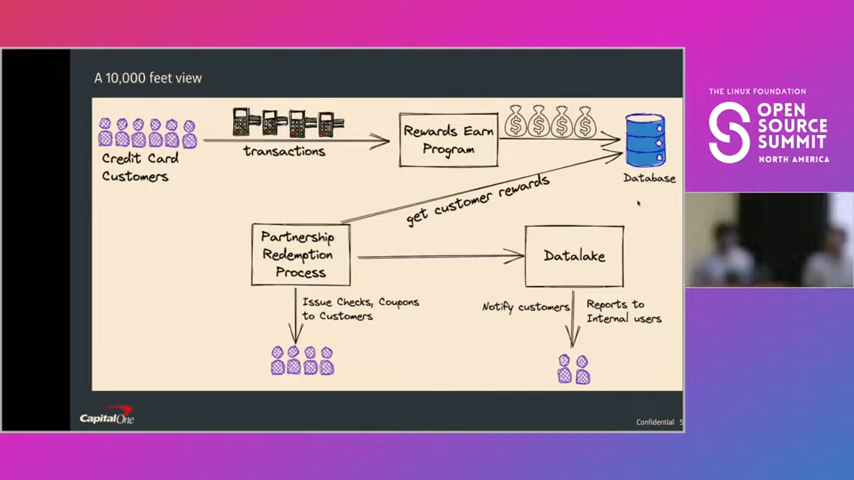 A 10,000 feet view
Credit Card
Customers
transactions
Rewards Earn
Program
Database
get customer rewards
Partnership
Redemption
Process
Datalake
Issue Checks, Coupons
to Customers
Notify customers
Reports to
Internal users
CapitalOne
Confidential 5
THE LINUX FOUNDATION
OPEN
SOURCE
SUMMIT
NORTH AMERICA